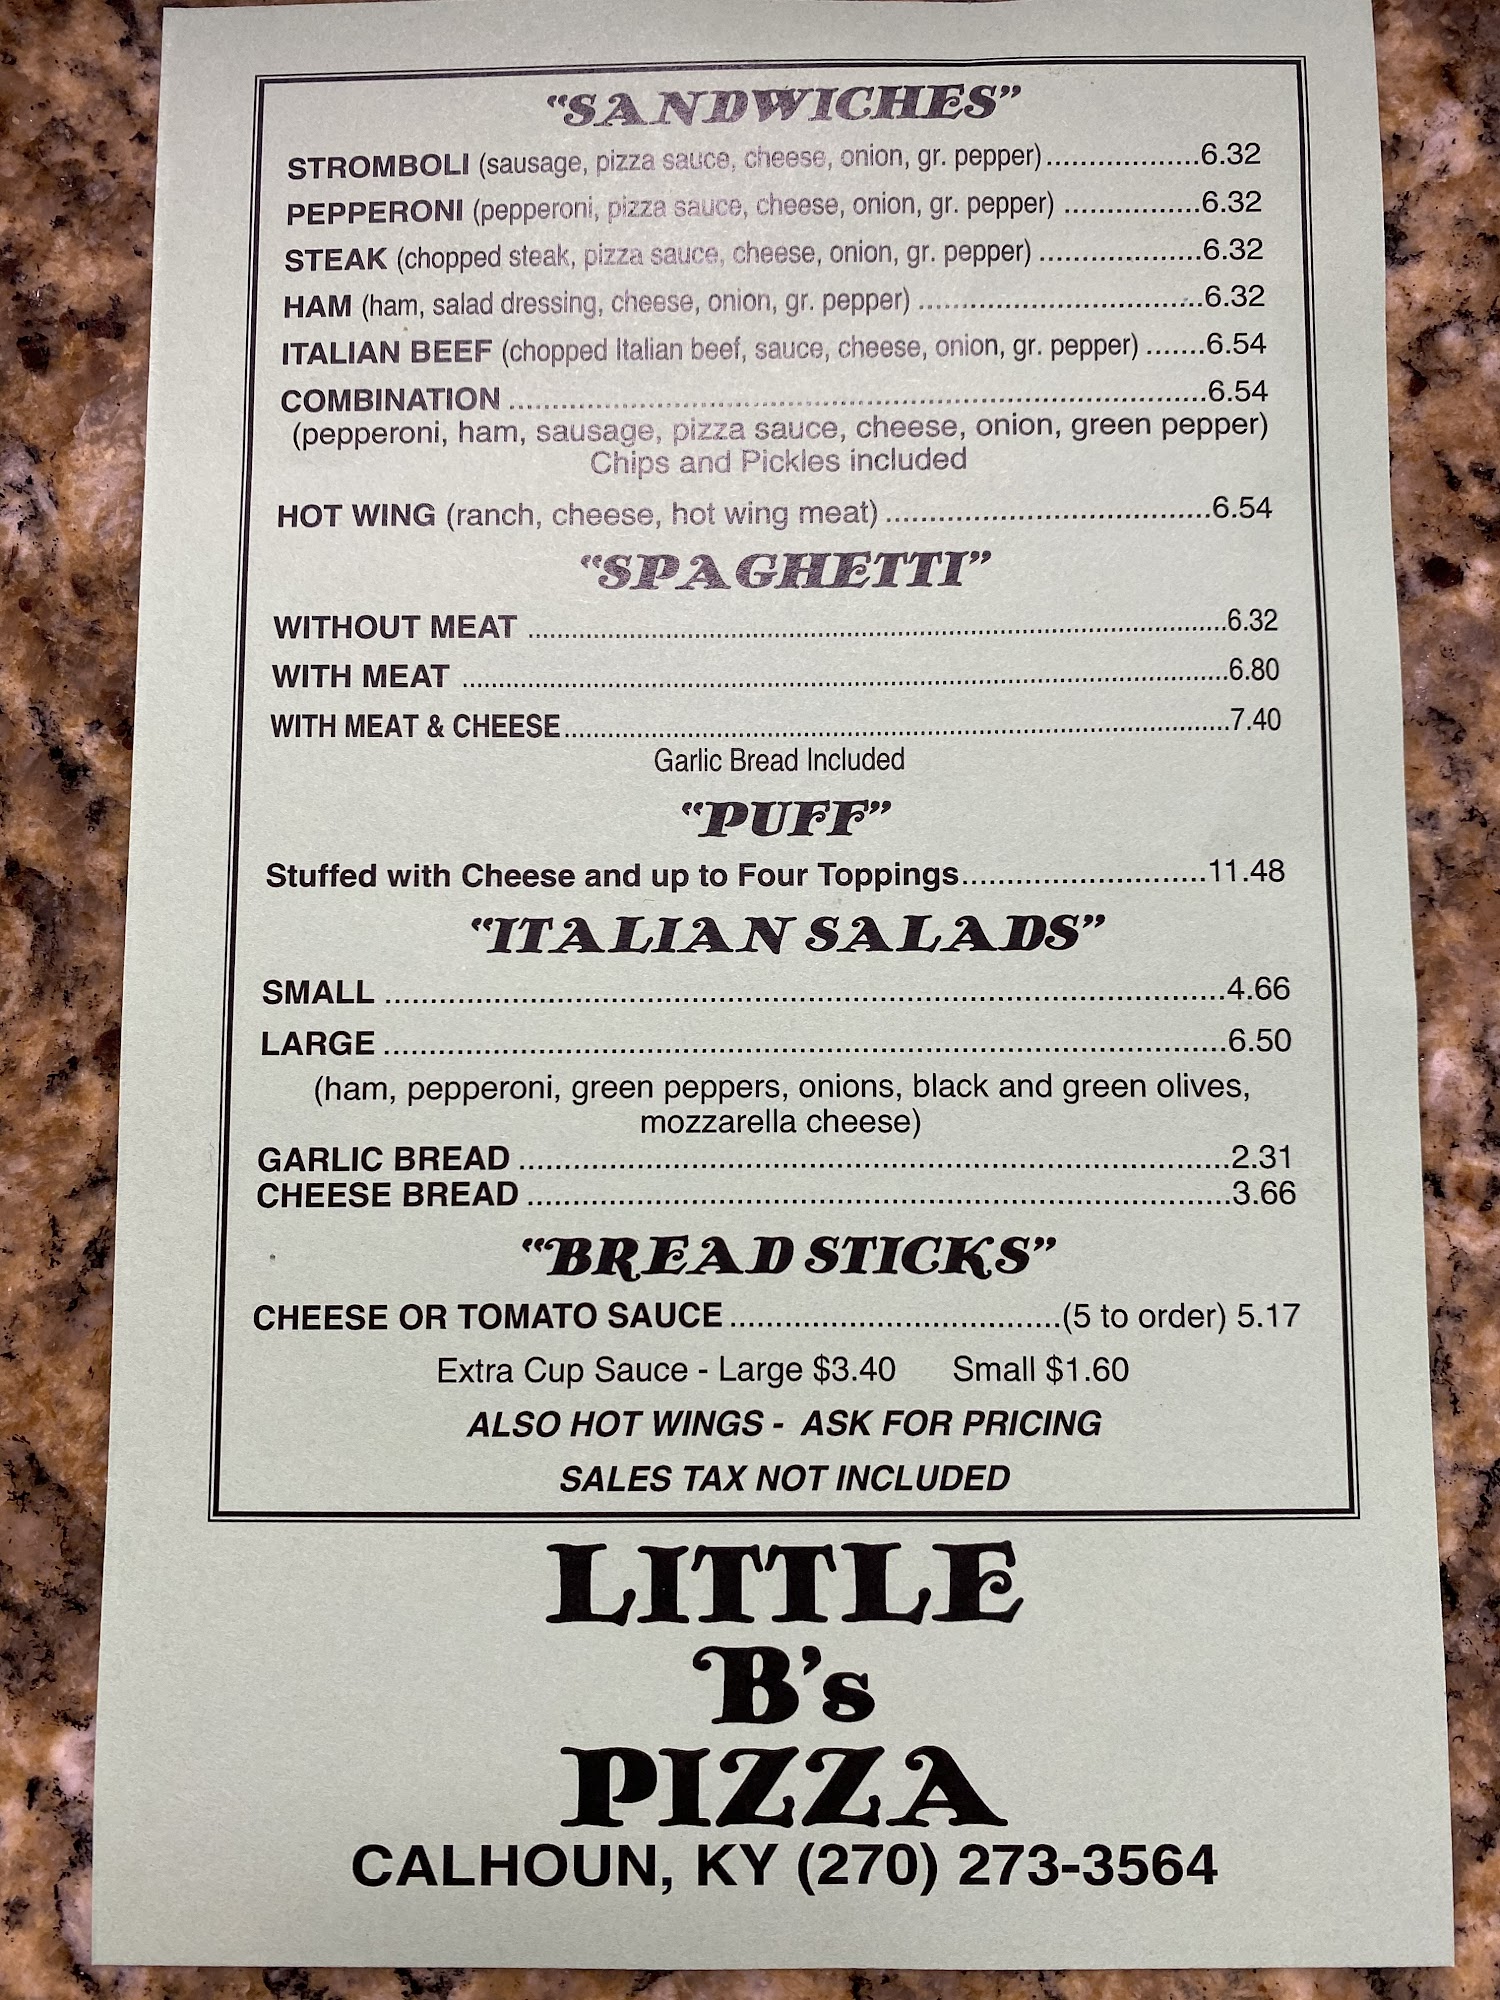 "SANDWICHES"
STROMBOLI (sausage, pizza sauce, cheese, onion, gr. pepper)..................6.32
PEPPERONI (pepperoni, pizza sauce, cheese, onion, gr. pepper) ................6.32
STEAK (chopped steak, pizza sauce, cheese, onion, gr. pepper) ...................6.32
HAM (ham, salad dressing, cheese, onion, gr. pepper) .................................6.32
ITALIAN BEEF (chopped Italian beef, sauce, cheese, onion, gr. pepper) .......6.54
COMBINATION ................................................................................6.54
(pepperoni, ham, sausage, pizza sauce, cheese, onion, green pepper)
Chips and Pickles included
HOT WING (ranch, cheese, hot wing meat) .....................................6.54
"SPAGHETTI"
WITHOUT MEAT ................................................................................6.32
WITH MEAT ................................................................................6.80
WITH MEAT & CHEESE................................................................................7.40
Garlic Bread Included
"PUFF"
Stuffed with Cheese and up to Four Toppings...........................11.48
"ITALIAN SALADS"
SMALL ................................................................................4.66
LARGE ................................................................................6.50
(ham, pepperoni, green peppers, onions, black and green olives,
mozzarella cheese)
GARLIC BREAD ................................................................................2.31
CHEESE BREAD ................................................................................3.66
"BREAD STICKS"
CHEESE OR TOMATO SAUCE....................................(5 to order) 5.17
Extra Cup Sauce - Large $3.40 Small $1.60
ALSO HOT WINGS - ASK FOR PRICING
SALES TAX NOT INCLUDED
LITTLE
B's
PIZZA
CALHOUN, KY (270) 273-3564